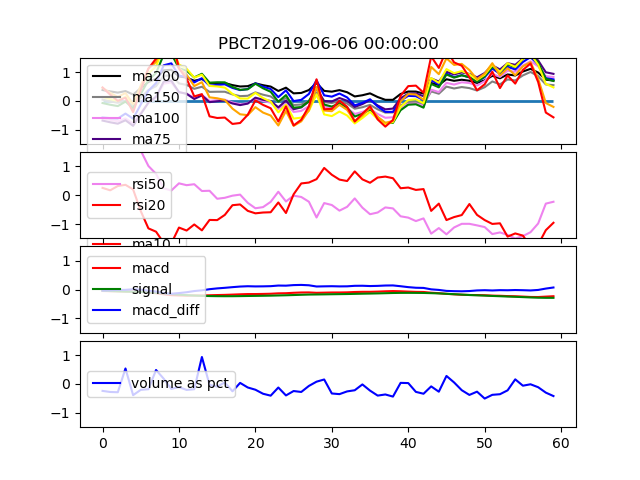 PBCT2019-06-06 00:00:00
1
0
−1
ma200
ma150
ma100
ma75
1
0
−1
rsi50
rsi20
ma10
1
0
−1
macd
signal
macd_diff
1
0
−1
volume as pct
0 10 20 30 40 50 60